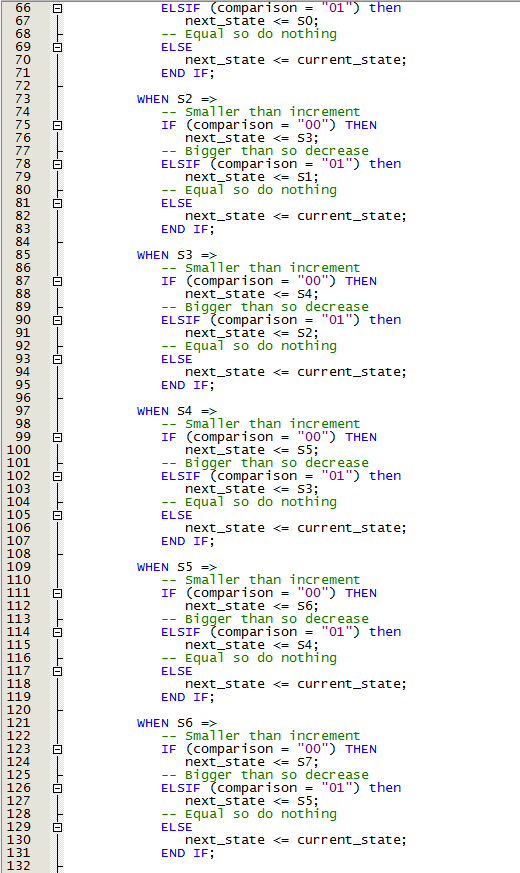 66 ELSIF (comparison = "01") then
67 next_state <= S0;
68 -- Equal so do nothing
69 ELSE
70 next_state <= current_state;
71 END IF;
72
73 WHEN S2 =>
74 -- Smaller than increment
75 IF (comparison = "00") THEN
76 next_state <= S3;
77 -- Bigger than so decrease
78 ELSIF (comparison = "01") then
79 next_state <= S1;
80 -- Equal so do nothing
81 ELSE
82 next_state <= current_state;
83 END IF;
84
85 WHEN S3 =>
86 -- Smaller than increment
87 IF (comparison = "00") THEN
88 next_state <= S4;
89 -- Bigger than so decrease
90 ELSIF (comparison = "01") then
91 next_state <= S2;
92 -- Equal so do nothing
93 ELSE
94 next_state <= current_state;
95 END IF;
96
97 WHEN S4 =>
98 -- Smaller than increment
99 IF (comparison = "00") THEN
100 next_state <= S5;
101 -- Bigger than so decrease
102 ELSIF (comparison = "01") then
103 next_state <= S3;
104 -- Equal so do nothing
105 ELSE
106 next_state <= current_state;
107 END IF;
108
109 WHEN S5 =>
110 -- Smaller than increment
111 IF (comparison = "00") THEN
112 next_state <= S6;
113 -- Bigger than so decrease
114 ELSIF (comparison = "01") then
115 next_state <= S4;
116 -- Equal so do nothing
117 ELSE
118 next_state <= current_state;
119 END IF;
120
121 WHEN S6 =>
122 -- Smaller than increment
123 IF (comparison = "00") THEN
124 next_state <= S7;
125 -- Bigger than so decrease
126 ELSIF (comparison = "01") then
127 next_state <= S5;
128 -- Equal so do nothing
129 ELSE
130 next_state <= current_state;
131 END IF;
132